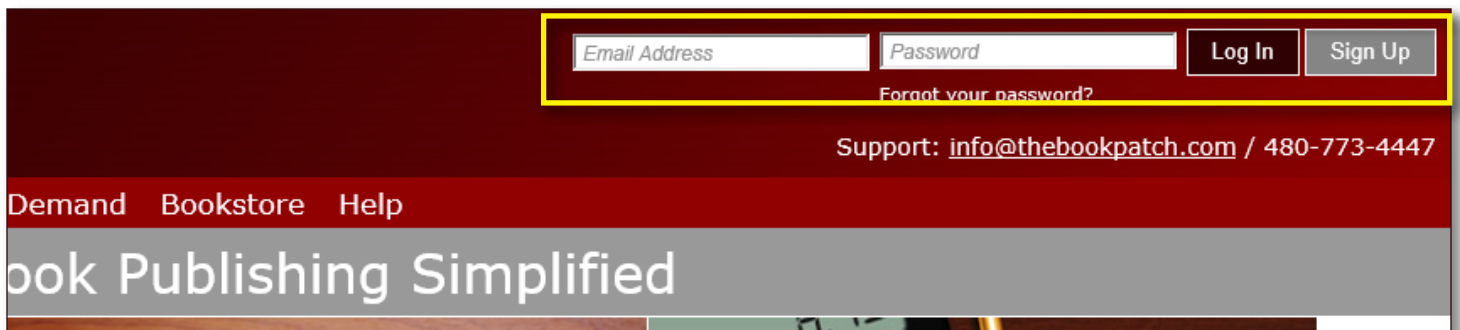 Email Address Password Log In Sign Up
Forgot your password?
Support: info@thebookpatch.com / 480-773-4447
Demand Bookstore Help
ook Publishing Simplified